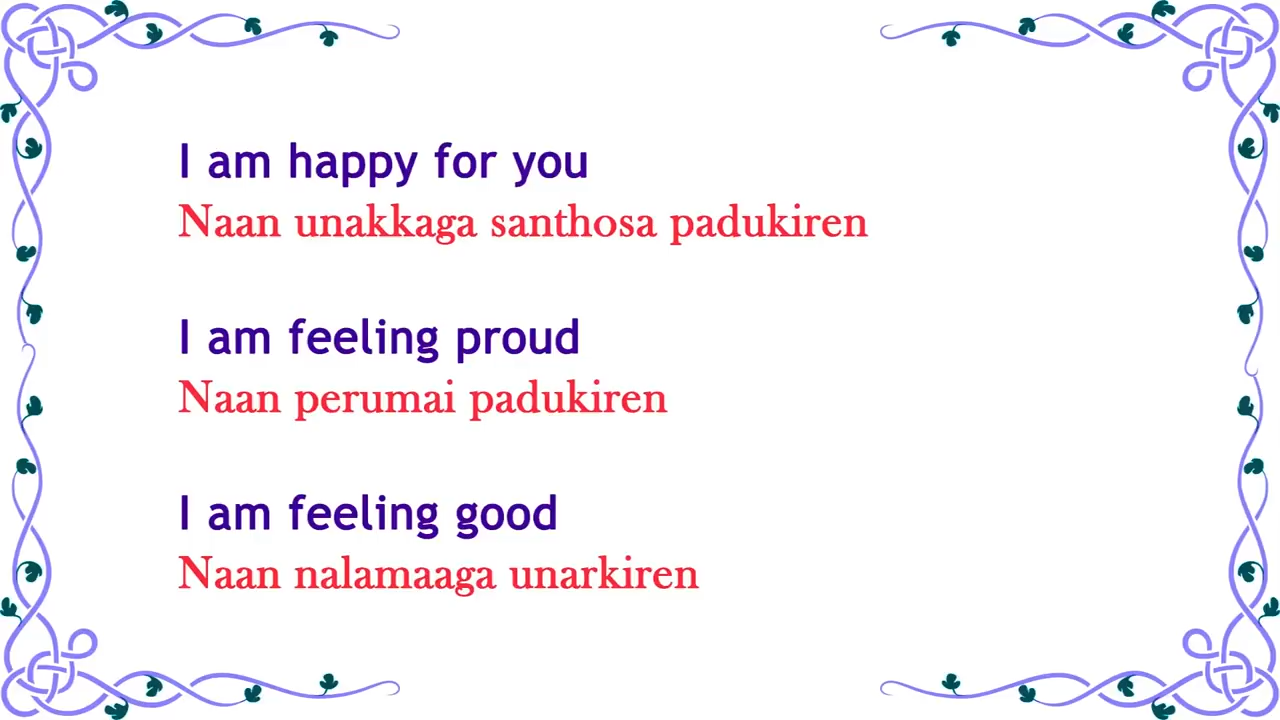 I am happy for you
Naan unakkaga santhosa padukiren
I am feeling proud
Naan perumai padukiren
I am feeling good
Naan nalamaaga unarkiren